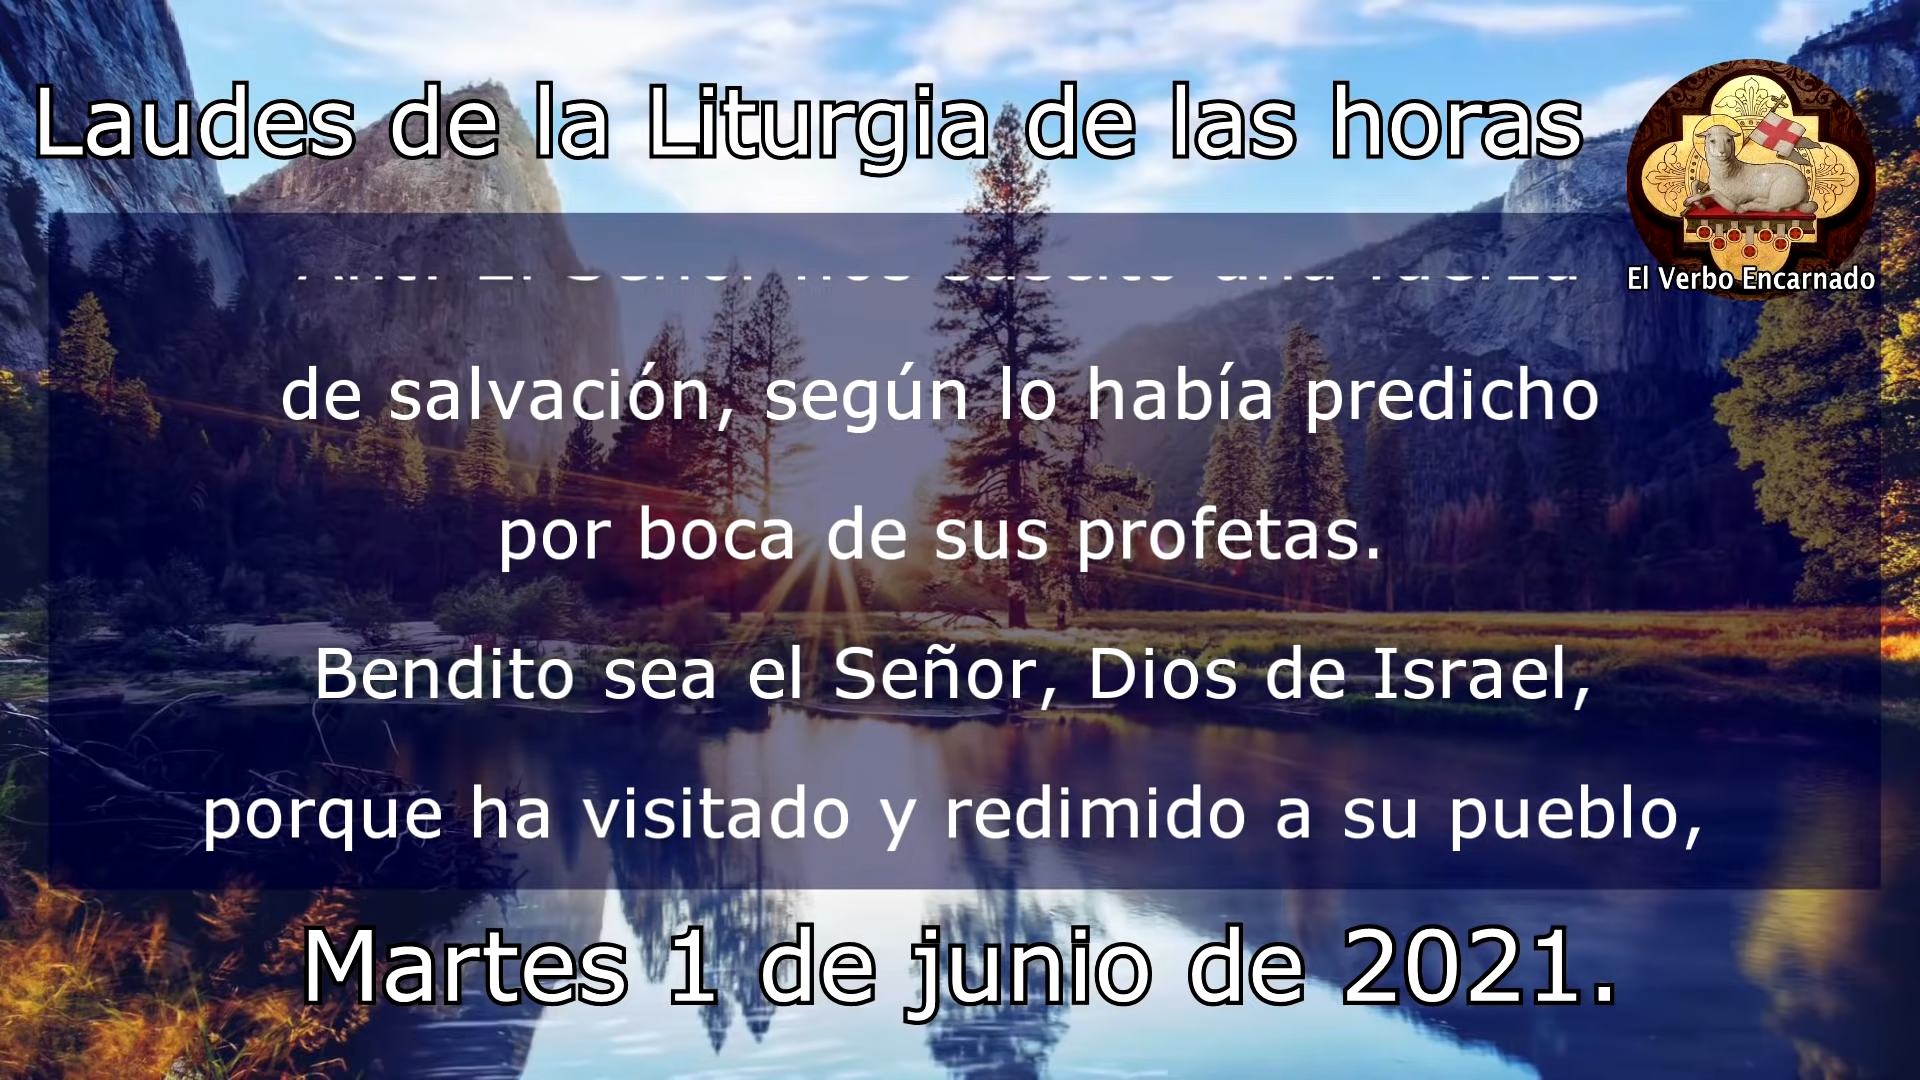 Laudes de la Liturgia de las horas
El Verbo Encarnado
de salvación, según lo había predicho
por boca de sus profetas.
Bendito sea el Señor, Dios de Israel,
porque ha visitado y redimido a su pueblo,
Martes 1 de junio de 2021.